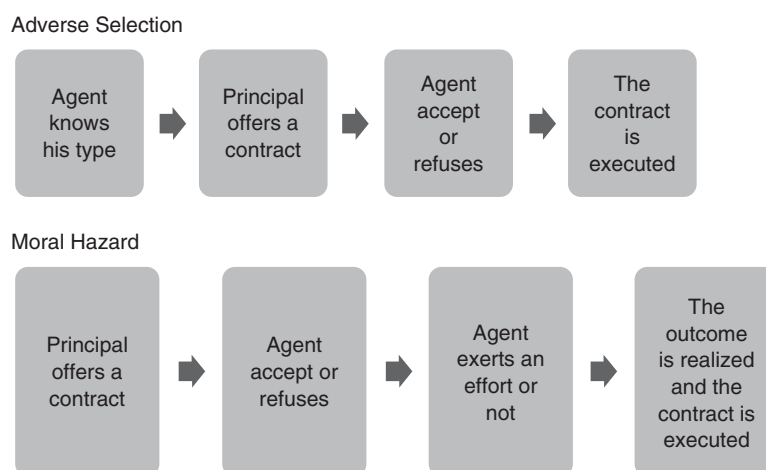 Adverse Selection
Agent
knows
his type
Principal
offers a
contract
Agent
accept
or
refuses
The
contract
is
executed
Moral Hazard
Principal
offers a
contract
Agent
accept or
refuses
Agent
exerts an
effort or
not
The
outcome
is realized
and the
contract is
executed